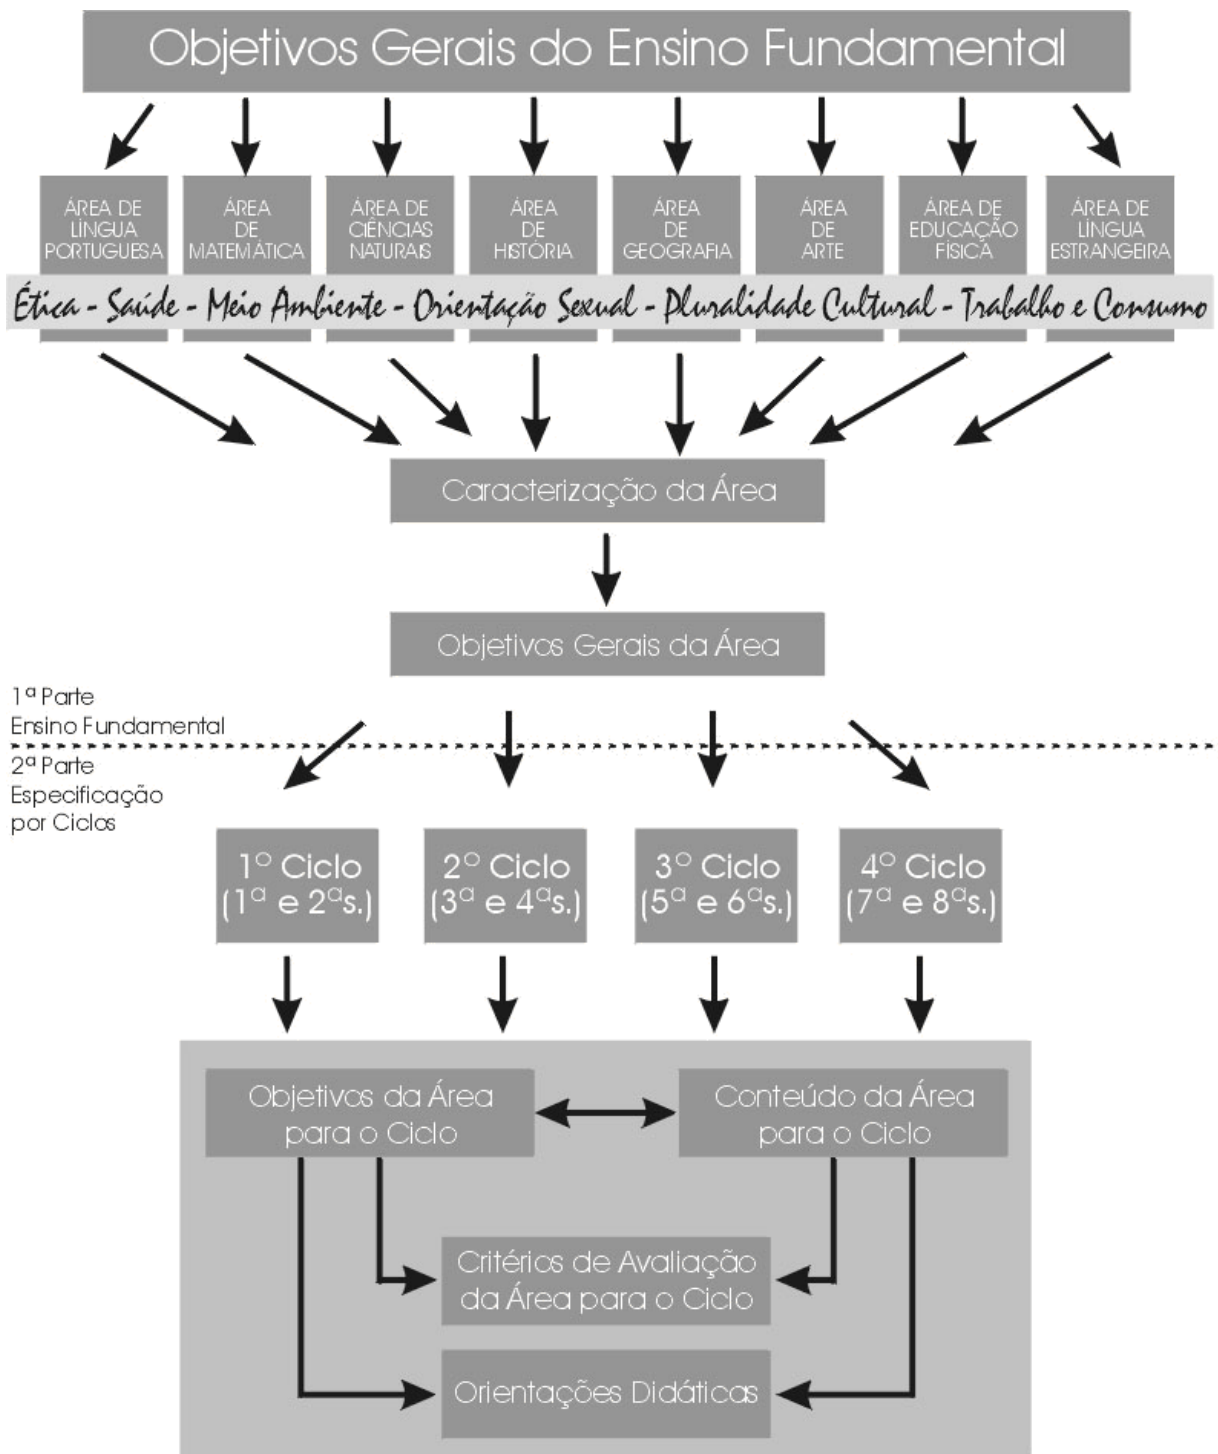 Objetivos Gerais do Ensino Fundamental
ÁREA DE
LÍNGUA
PORTUGUESA
ÁREA
DE
MATEMÁTICA
ÁREA DE
CIÊNCIAS
NATURAIS
ÁREA
DE
HISTÓRIA
ÁREA
DE
GEOGRAFIA
ÁREA
DE
ARTE
ÁREA DE
EDUCAÇÃO
FÍSICA
ÁREA DE
LÍNGUA
ESTRANGEIRA
Ética - Saúde - Meio Ambiente - Orientação Sexual - Pluralidade Cultural - Trabalho e Consumo
Caracterização da Área
Objetivos Gerais da Área
1ª Parte
Ensino Fundamental
2ª Parte
Especificação
por Ciclos
1º Ciclo
(1ª e 2ªs.)
2º Ciclo
(3ª e 4ªs.)
3º Ciclo
(5ª e 6ªs.)
4º Ciclo
(7ª e 8ªs.)
Objetivos da Área
para o Ciclo
Conteúdo da Área
para o Ciclo
Critérios de Avaliação
da Área para o Ciclo
Orientações Didáticas